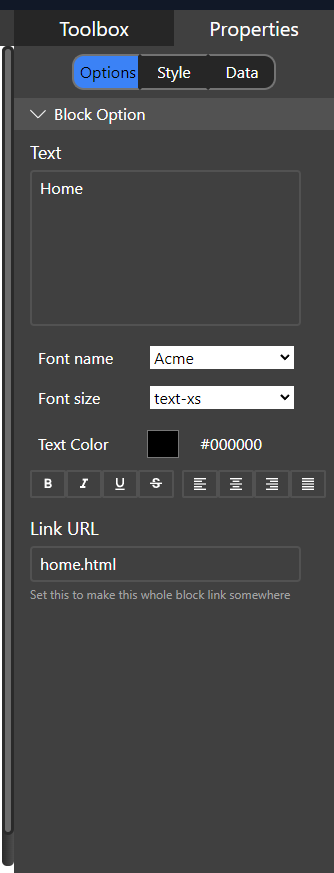 Toolbox Properties
Options Style Data
Block Option
Text
Home
Font name Acme
Font size text-xs
Text Color #000000
B I U S
Link URL
home.html
Set this to make this whole block link somewhere